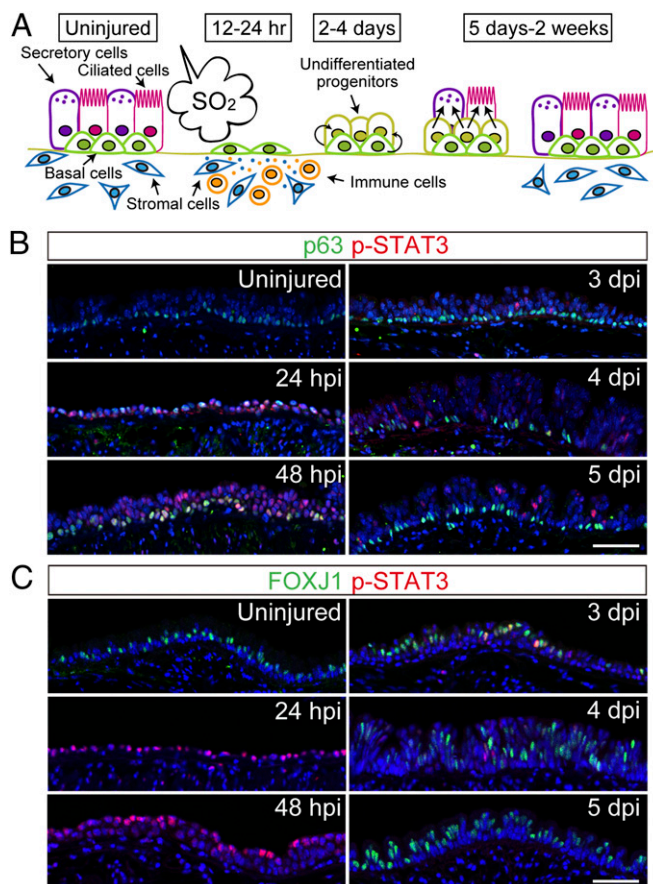 A
Uninjured
12-24 hr
2-4 days
5 days-2 weeks
Secretory cells
Ciliated cells
SO2
Undifferentiated
progenitors
Basal cells
Stromal cells
Immune cells
B
p63 p-STAT3
Uninjured
3 dpi
24 hpi
4 dpi
48 hpi
5 dpi
C
FOXJ1 p-STAT3
Uninjured
3 dpi
24 hpi
4 dpi
48 hpi
5 dpi